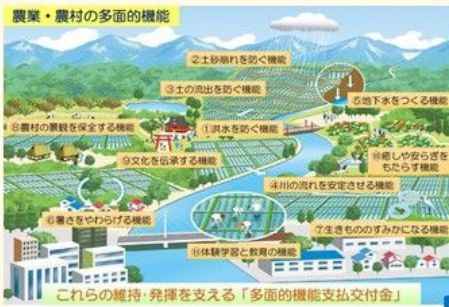 農業・農村の多面的機能
②土砂崩れを防ぐ機能
③土の流出を防ぐ機能
⑤地下水をつくる機能
⑧農村の景観を保全する機能
①洪水を防ぐ機能
⑨文化を伝承する機能
⑩癒しや安らぎを
もたらす機能
④川の流れを安定させる機能
⑥暑さをやわらげる機能
⑦生きもののすみかになる機能
⑪体験学習と教育の機能
これらの維持・発揮を支える「多面的機能支払交付金」